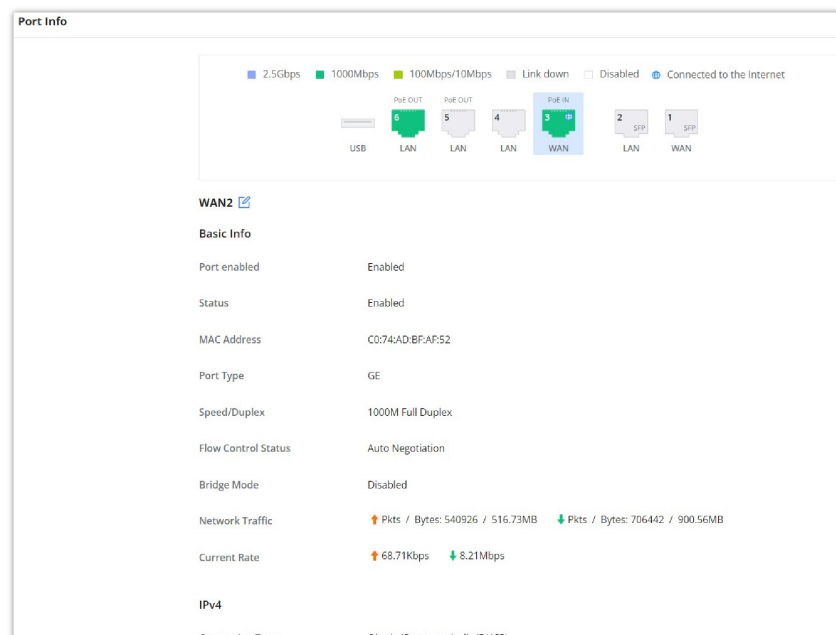 Port Info
2.5Gbps 1000Mbps 100Mbps/10Mbps Link down Disabled Connected to the Internet
PoE OUT PoE OUT PoE IN
6 5 4 3 2 SFP 1 SFP
USB LAN LAN LAN WAN LAN WAN
WAN2
Basic Info
Port enabled Enabled
Status Enabled
MAC Address C0:74:AD:BF:AF:52
Port Type GE
Speed/Duplex 1000M Full Duplex
Flow Control Status Auto Negotiation
Bridge Mode Disabled
Network Traffic Pkts / Bytes: 540926 / 516.73MB Pkts / Bytes: 706442 / 900.56MB
Current Rate 68.71Kbps 8.21Mbps
IPv4